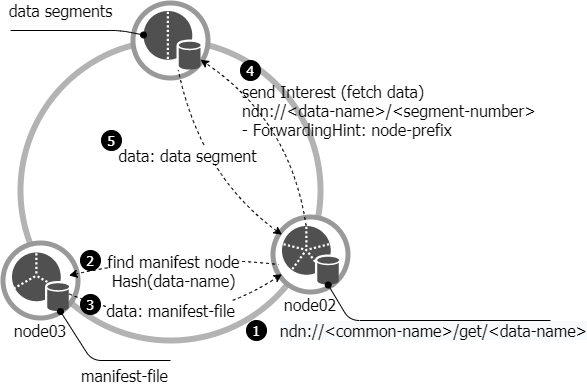 data segments
4
send Interest (fetch data)
ndn://<data-name>/<segment-number>
- ForwardingHint: node-prefix
5
data: data segment
2 find manifest node
Hash(data-name)
3 data: manifest-file
node02
node03
1 ndn://<common-name>/get/<data-name>
manifest-file